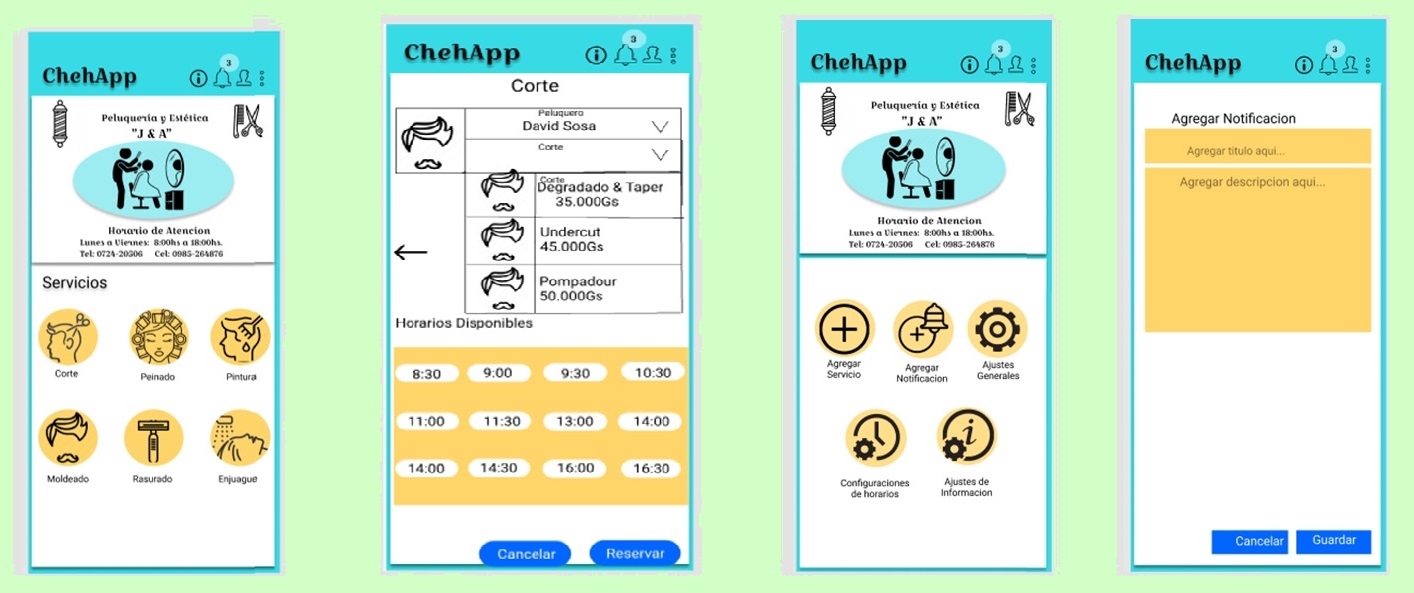 3
ChehApp
Peluqueria y Estética
"J & A"
Horario de Atencion
Lunes a Viernes: 8:00hs a 18:00hs.
Tel: 0724-20506 Cel: 0985-264876
Servicios
Corte
Peinado
Pintura
Moldeado
Rasurado
Enjuague
3
ChehApp
Corte
Peluquero
David Sosa
Corte
Corte
Degradado & Taper
35.000Gs
Undercut
45.000Gs
Pompadour
50.000Gs
Horarios Disponibles
8:30 9:00 9:30 10:30
11:00 11:30 13:00 14:00
14:00 14:30 16:00 16:30
Cancelar Reservar
3
ChehApp
Peluqueria y Estética
"J & A"
Horario de Atencion
Lunes a Viernes: 8:00hs a 18:00hs.
Tel: 0724-20506 Cel: 0985-264876
Agregar
Servicio
Agregar
Notificacion
Ajustes
Generales
Configuraciones
de horarios
Ajustes de
Informacion
3
ChehApp
Agregar Notificacion
Agregar titulo aqui...
Agregar descripcion aqui...
Cancelar Guardar